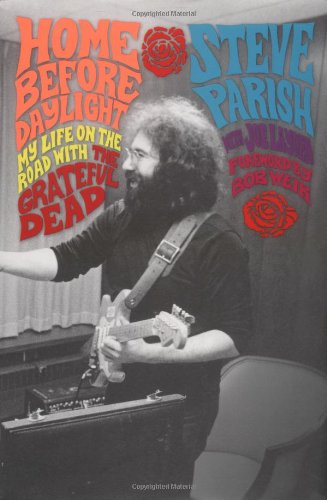 HOME
BEFORE
DAYLIGHT
MY LIFE ON THE
ROAD WITH THE
GRATEFUL
DEAD
STEVE
PARISH
WITH JOE LAYDEN
FOREWORD BY
BOB WEIR